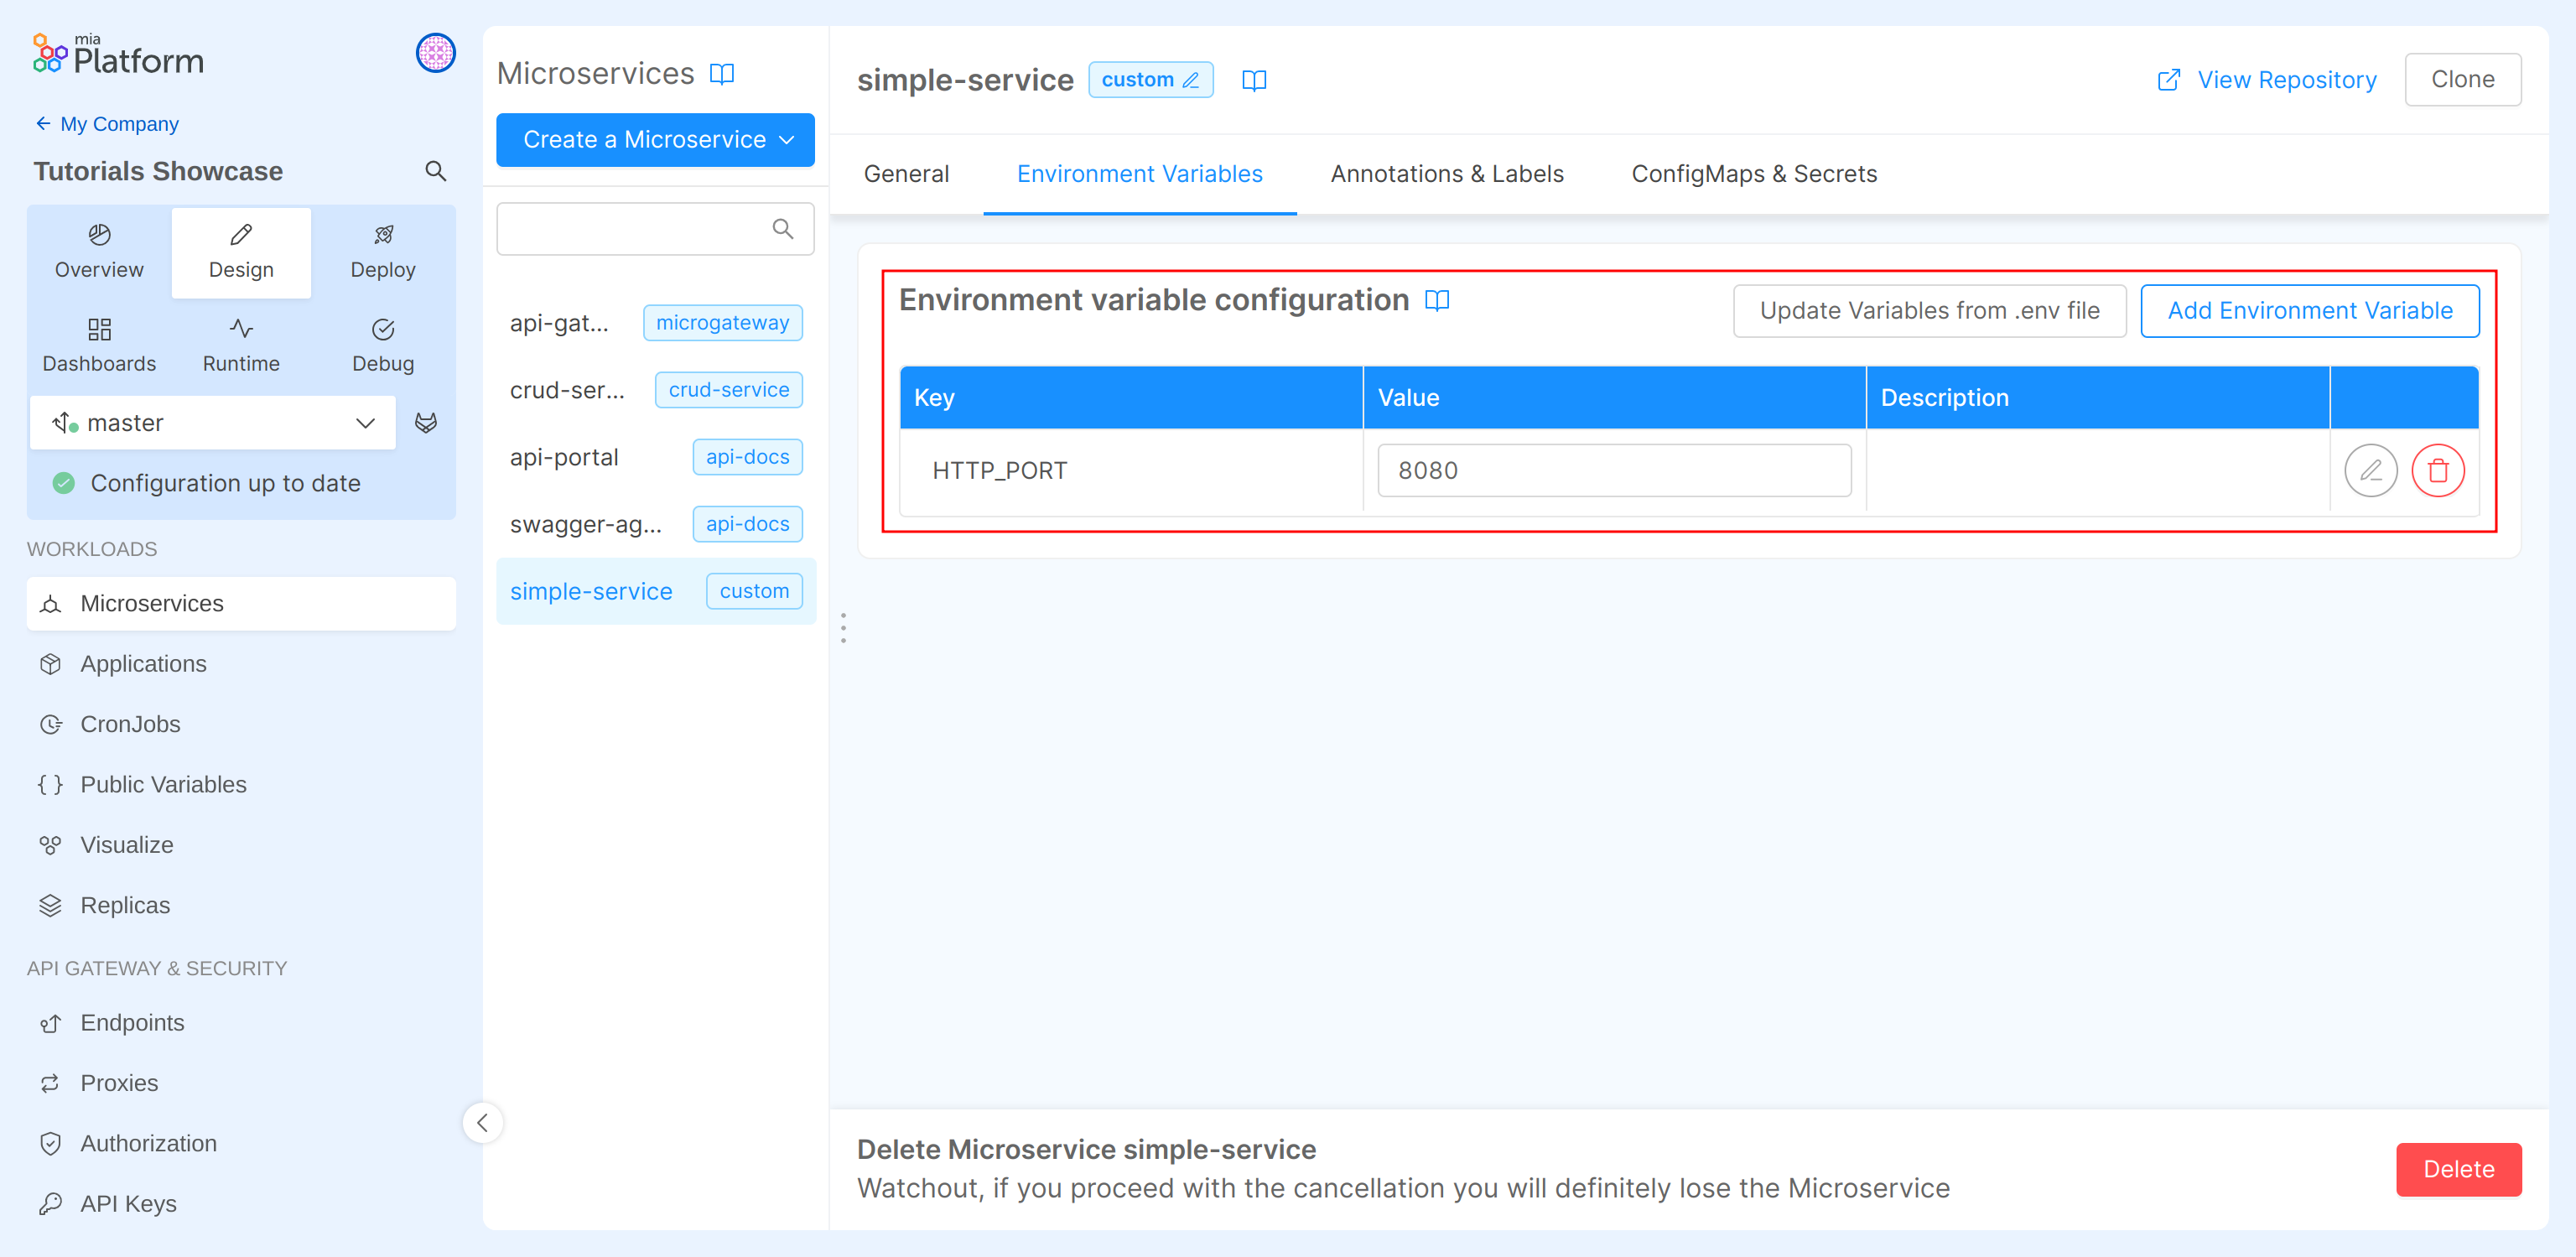 mia
Platform
My Company
Tutorials Showcase
Overview
Design
Deploy
Dashboards
Runtime
Debug
master
Configuration up to date
WORKLOADS
Microservices
Applications
CronJobs
Public Variables
Visualize
Replicas
API GATEWAY & SECURITY
Endpoints
Proxies
Authorization
API Keys
Microservices
Create a Microservice
api-gat... microgateway
crud-ser... crud-service
api-portal api-docs
swagger-ag... api-docs
simple-service custom
simple-service custom
View Repository
Clone
General
Environment Variables
Annotations & Labels
ConfigMaps & Secrets
Environment variable configuration
Update Variables from .env file
Add Environment Variable
Key Value Description
HTTP_PORT 8080
Delete Microservice simple-service
Watchout, if you proceed with the cancellation you will definitely lose the Microservice
Delete